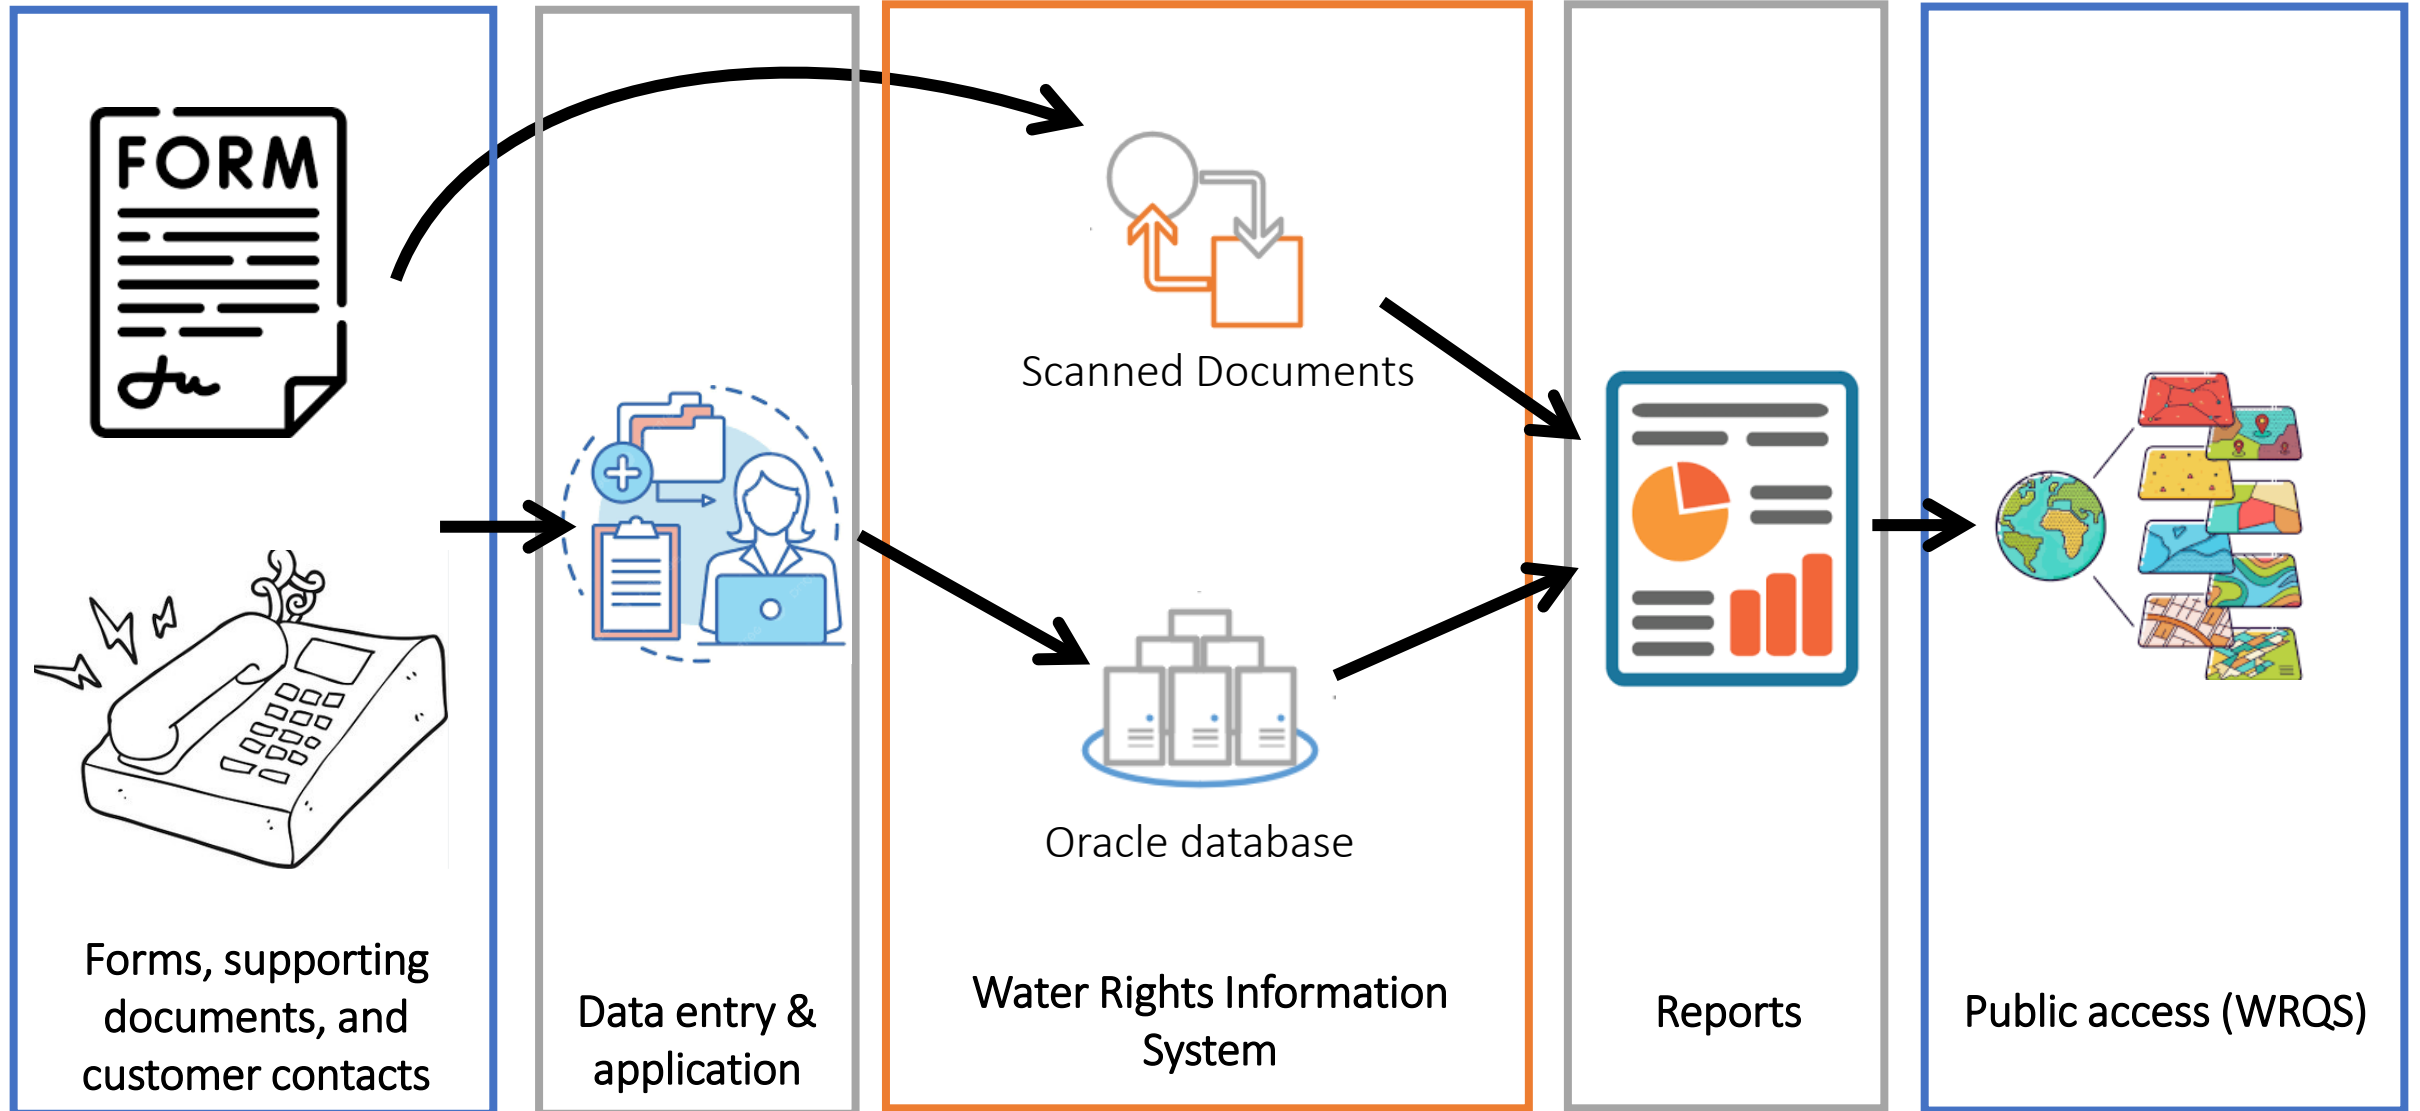 FORM
Scanned Documents
Oracle database
Forms, supporting
documents, and
customer contacts
Data entry &
application
Water Rights Information
System
Reports
Public access (WRQS)